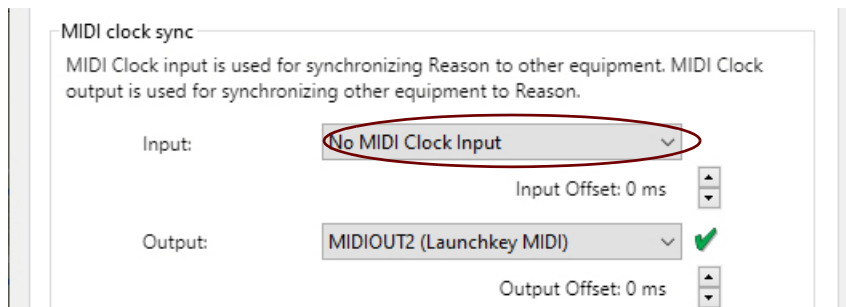 MIDI clock sync
MIDI Clock input is used for synchronizing Reason to other equipment. MIDI Clock
output is used for synchronizing other equipment to Reason.
Input: No MIDI Clock Input
Input Offset: 0 ms
Output: MIDIOUT2 (Launchkey MIDI)
Output Offset: 0 ms